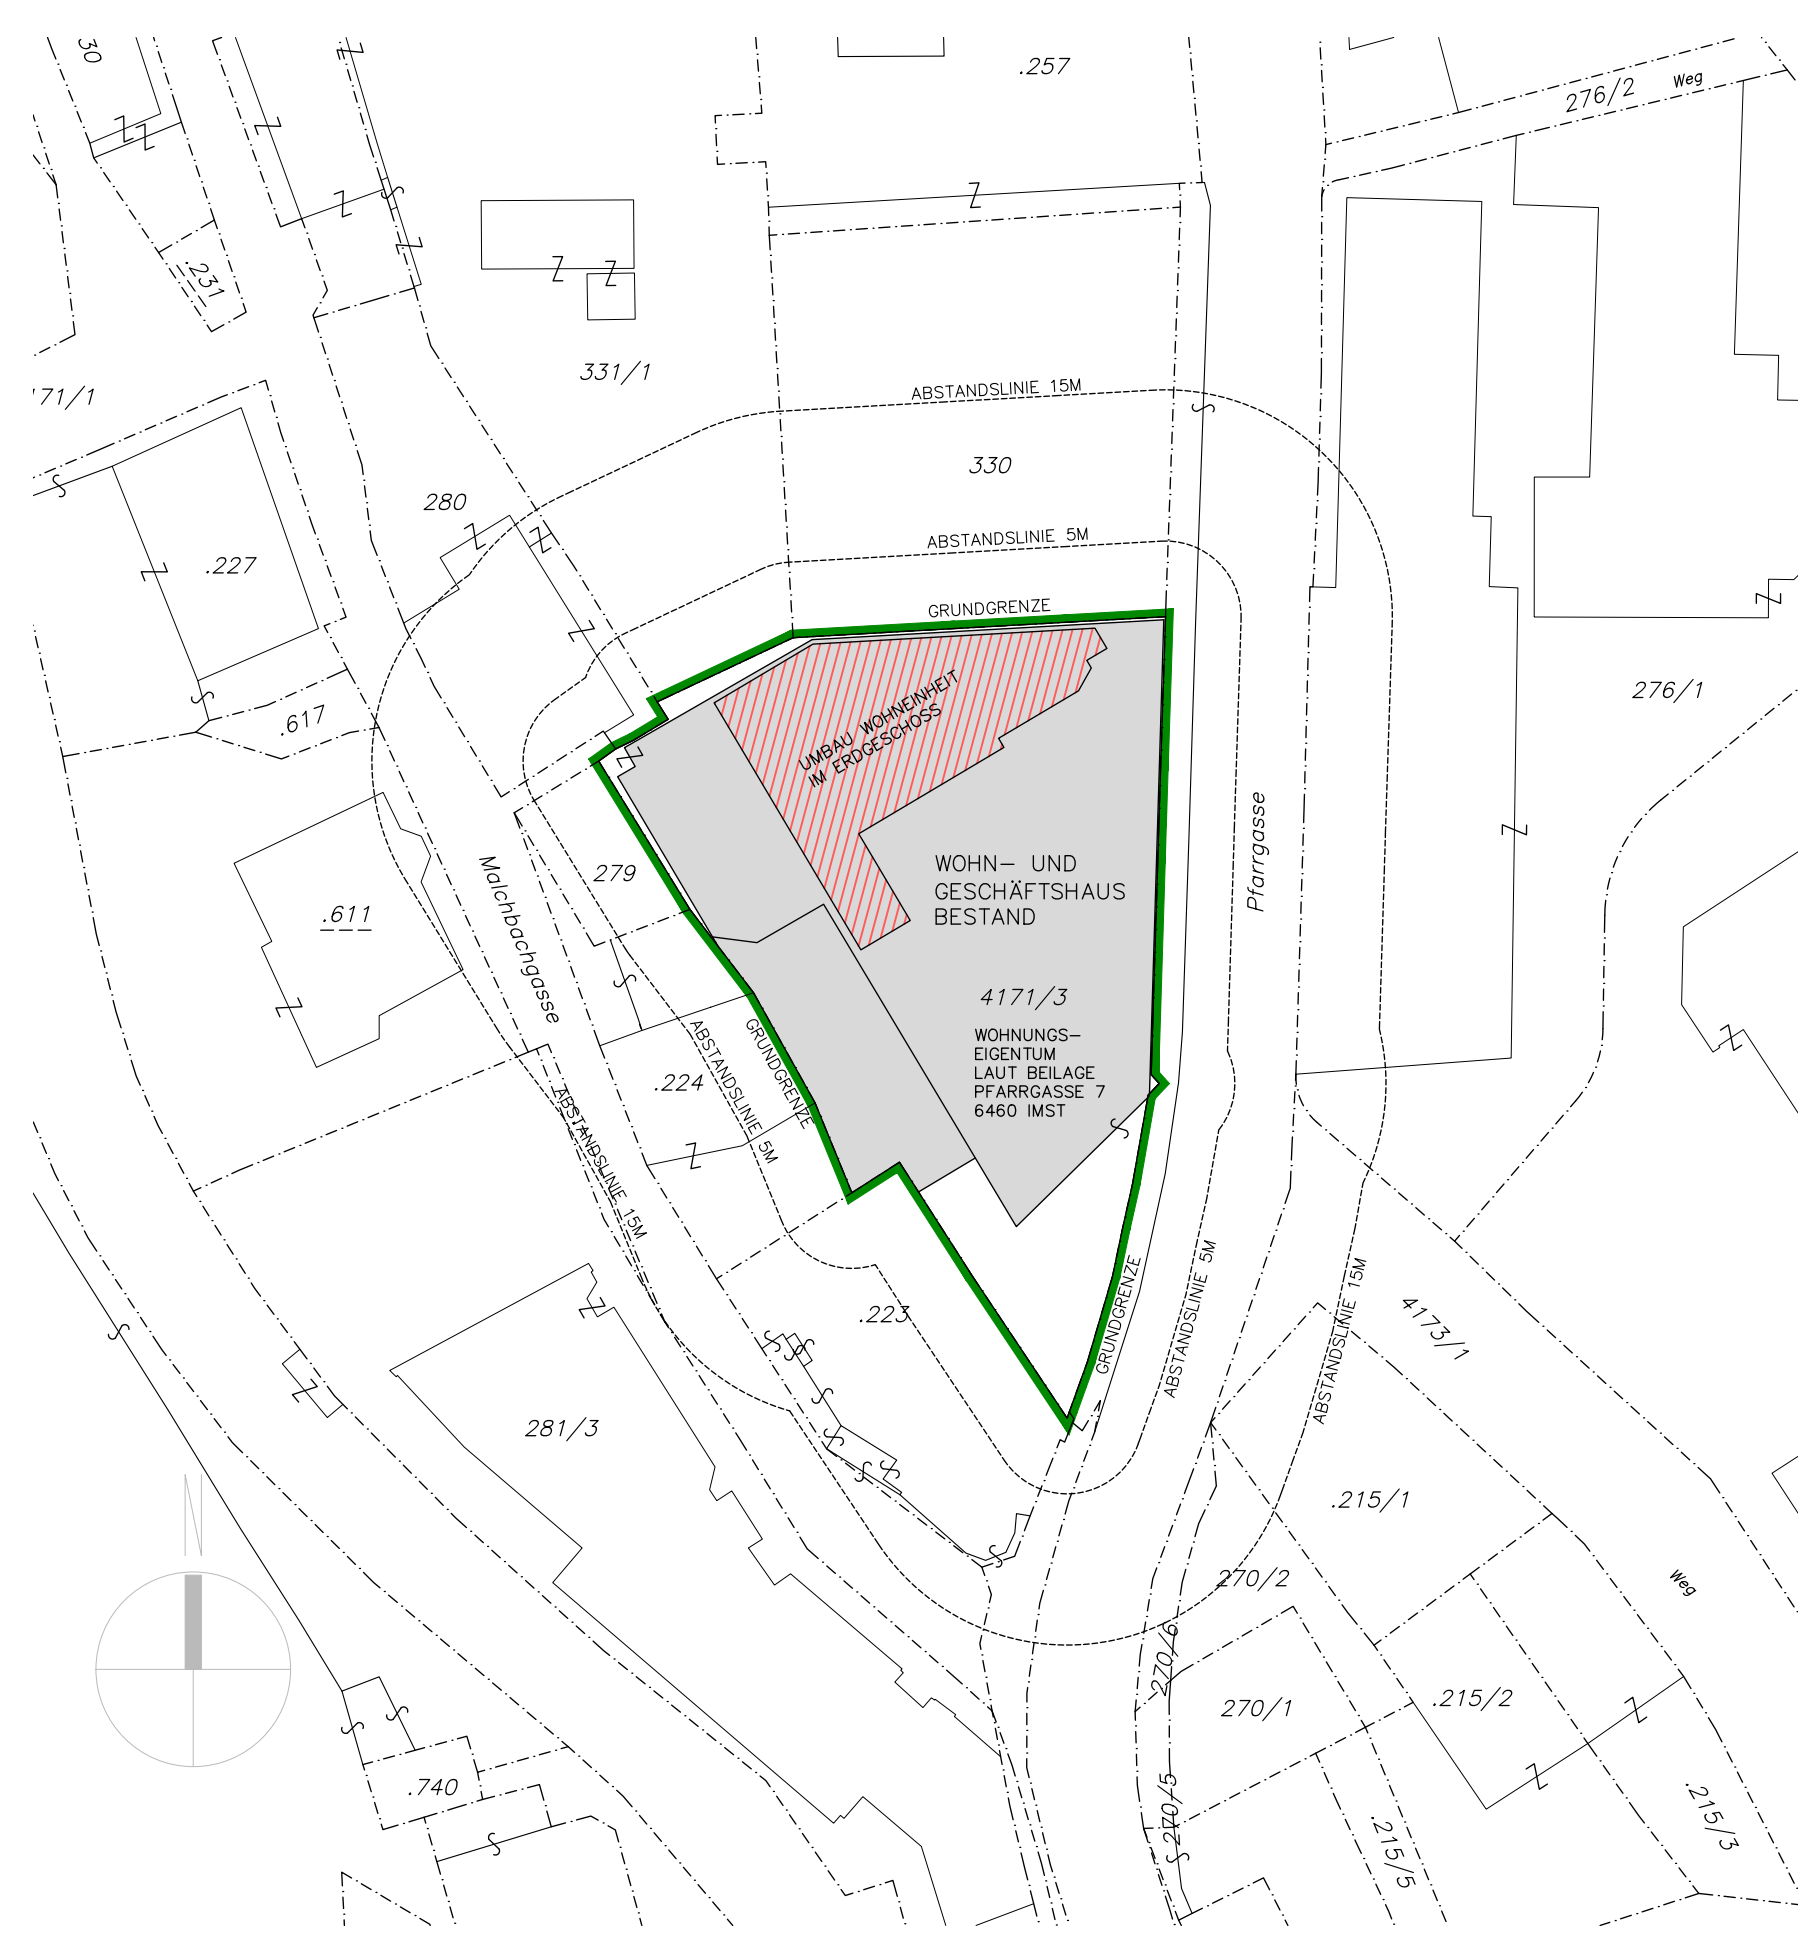 30
.257
276/2
Weg
.231
331/1
171/1
ABSTANDSLINIE 15M
330
280
ABSTANDSLINIE 5M
.227
GRUNDGRENZE
276/1
.617
UMBAU WOHNEINHEIT
IM ERDGESCHOSS
Pfarrgasse
WOHN- UND
GESCHÄFTSHAUS
BESTAND
279
Malchbachgasse
.611
4171/3
WOHNUNGS-
EIGENTUM
LAUT BEILAGE
PFARRGASSE 7
6460 IMST
GRUNDGRENZE
ABSTANDSLINIE 5M
.224
ABSTANDSLINIE 15M
.223
GRUNDGRENZE
ABSTANDSLINIE 5M
ABSTANDSLINIE 15M
4173/1
281/3
N
.215/1
270/2
Weg
270/6
270/1
.215/2
.740
270/5
.215/5
.215/3